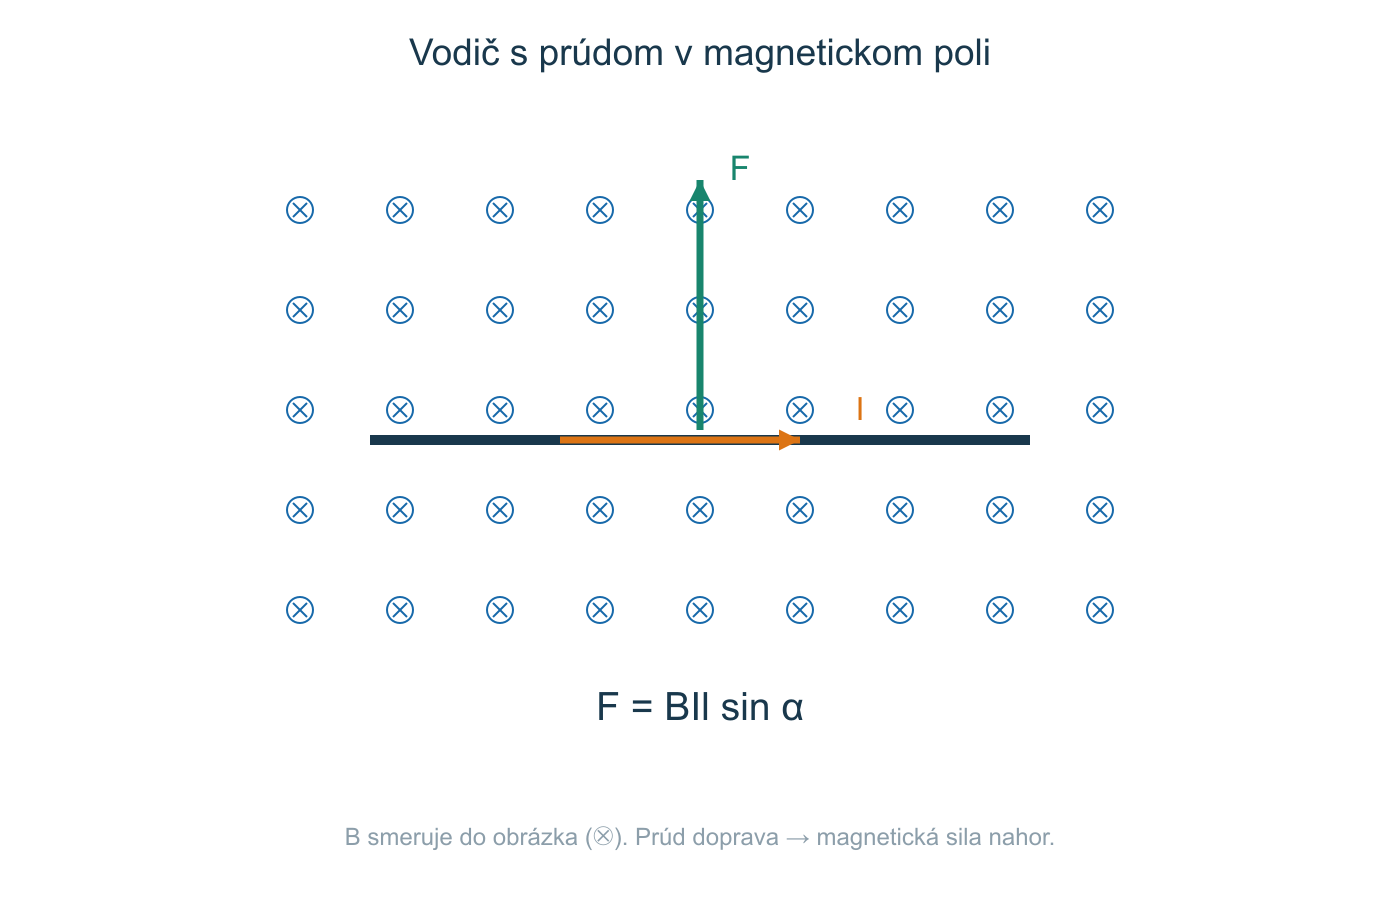 Vodič s prúdom v magnetickom poli
F
I
F = BIl sin α
B smeruje do obrázka (⊗). Prúd doprava → magnetická sila nahor.